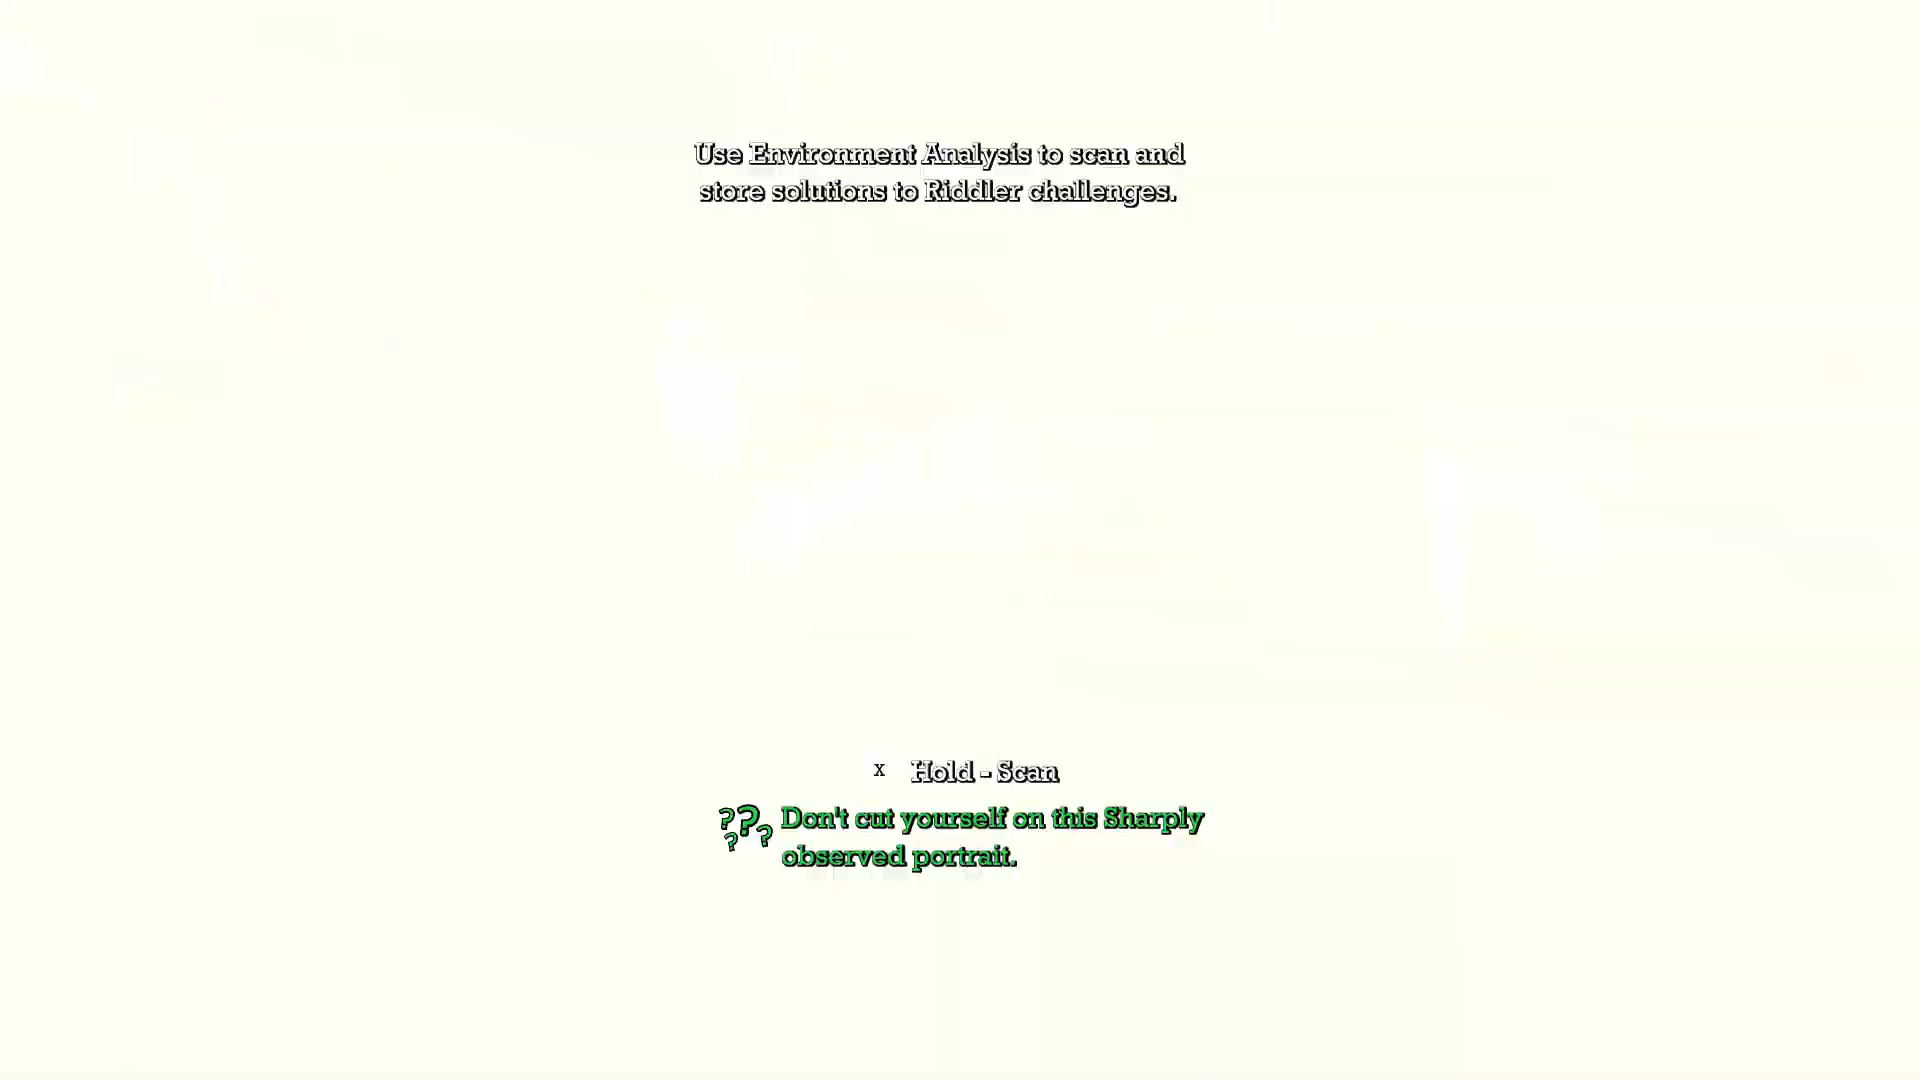 Use Environment Analysis to scan and
store solutions to Riddler challenges.
x Hold - Scan
??
?? Don't cut yourself on this Sharply
observed portrait.